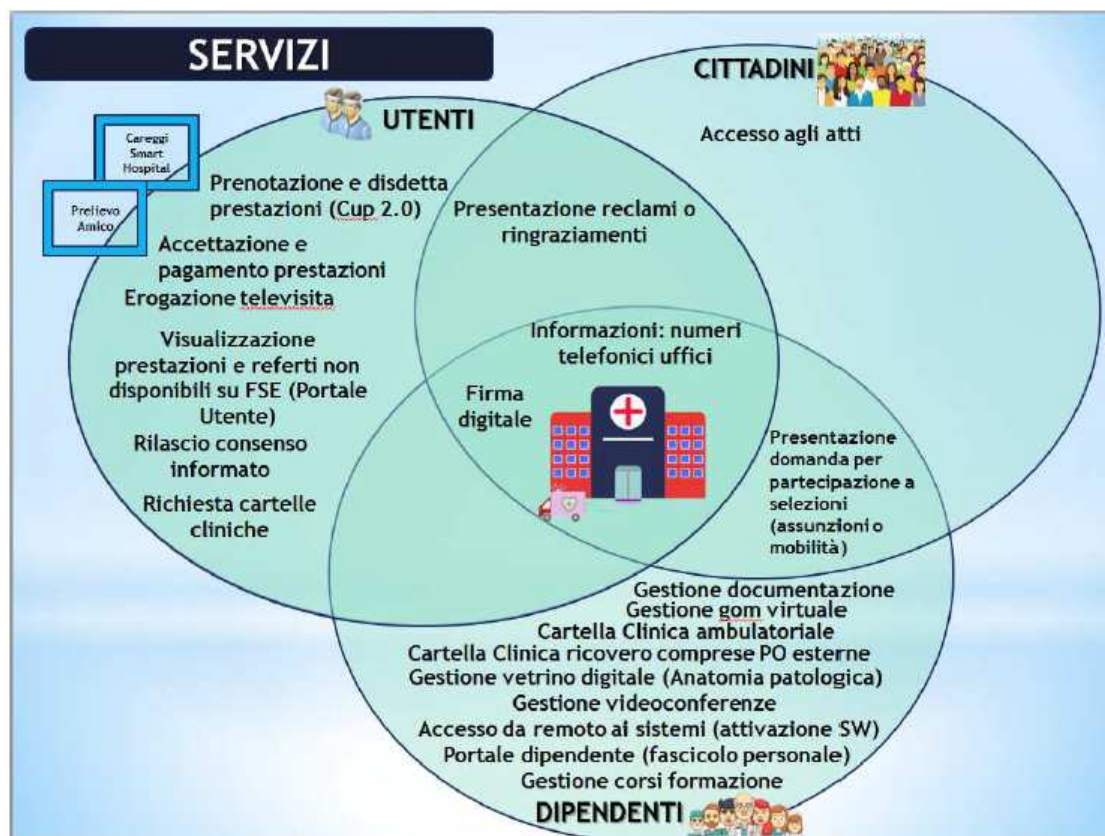 SERVIZI
CITTADINI
UTENTI
Careggi
Smart
Hospital
Accesso agli atti
Prelievo
Amico
Prenotazione e disdetta
prestazioni (Cup 2.0)
Presentazione reclami o
ringraziamenti
Accettazione e
pagamento prestazioni
Erogazione televisita
Visualizzazione
prestazioni e referti non
disponibili su FSE (Portale
Utente)
Rilascio consenso
informato
Richiesta cartelle
cliniche
Informazioni: numeri
telefonici uffici
Firma
digitale
Presentazione
domanda per
partecipazione a
selezioni
(assunzioni o
mobilità)
Gestione documentazione
Gestione gom virtuale
Cartella Clinica ambulatoriale
Cartella Clinica ricovero comprese PO esterne
Gestione vetrino digitale (Anatomia patologica)
Gestione videoconferenze
Accesso da remoto ai sistemi (attivazione SW)
Portale dipendente (fascicolo personale)
Gestione corsi formazione
DIPENDENTI